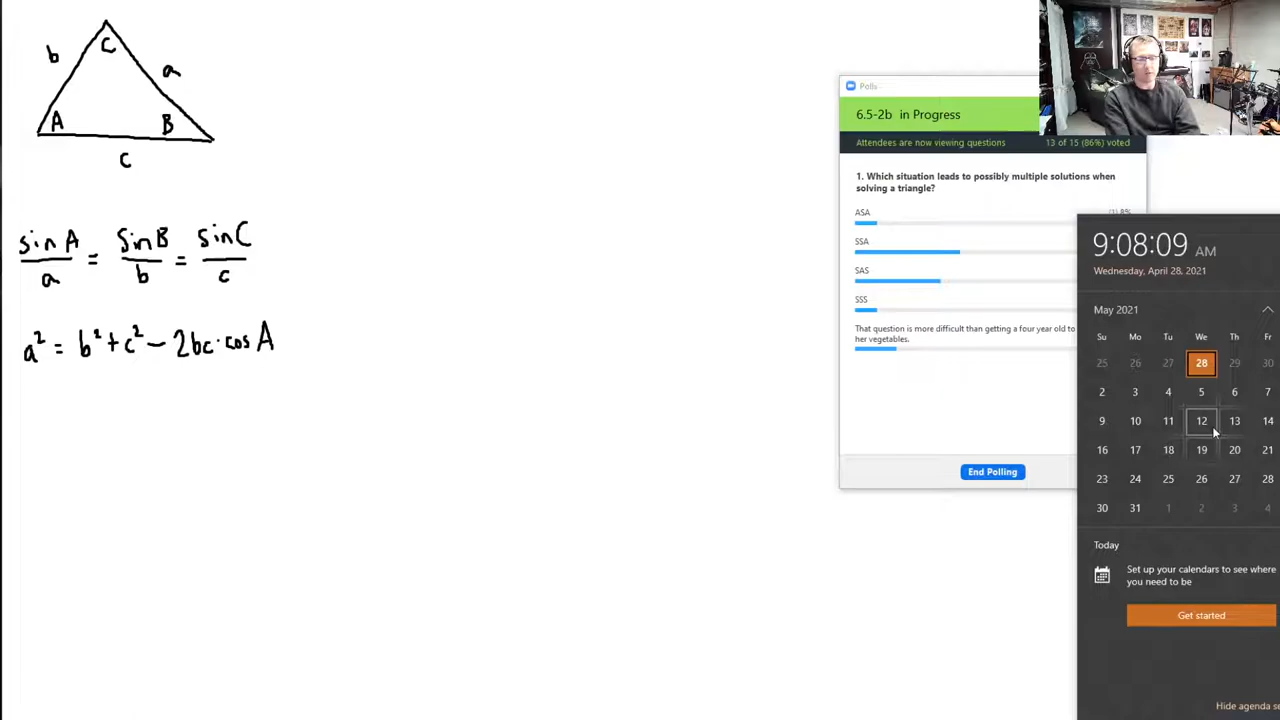 C
b
a
A
B
c
sin A / a = sin B / b = sin C / c
a² = b² + c² − 2bc · cos A
Polls
6.5-2b in Progress
Attendees are now viewing questions 13 of 15 (86%) voted
1. Which situation leads to possibly multiple solutions when
solving a triangle?
ASA (1) 8%
SSA
SAS
SSS
That question is more difficult than getting a four year old to
her vegetables.
End Polling
9:08:09 AM
Wednesday, April 28, 2021
May 2021
Su Mo Tu We Th Fr
25 26 27 28 29 30
2 3 4 5 6 7
9 10 11 12 13 14
16 17 18 19 20 21
23 24 25 26 27 28
30 31 1 2 3 4
Today
Set up your calendars to see where
you need to be
Get started
Hide agenda